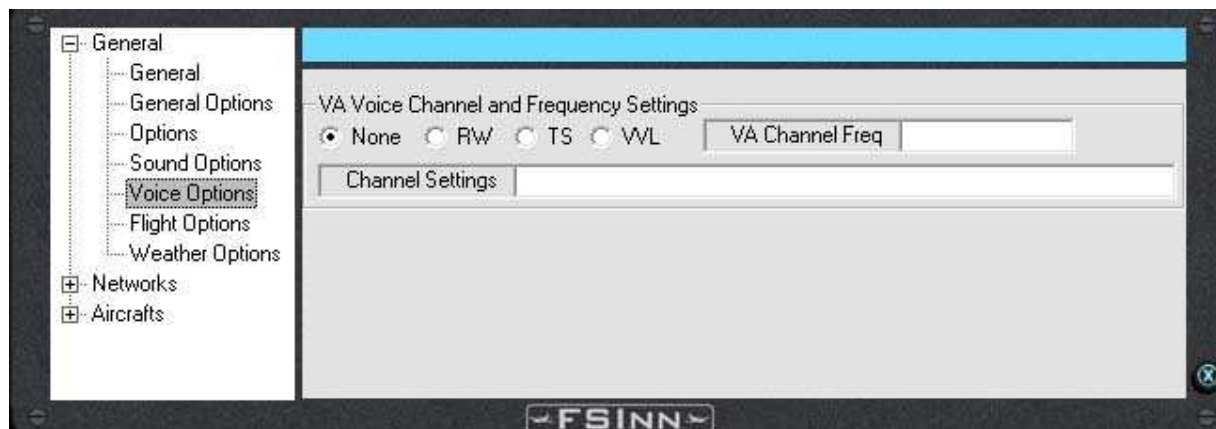 General
General
General Options
Options
Sound Options
Voice Options
Flight Options
Weather Options
Networks
Aircrafts
VA Voice Channel and Frequency Settings
None RW TS VVL VA Channel Freq
Channel Settings
FSINN